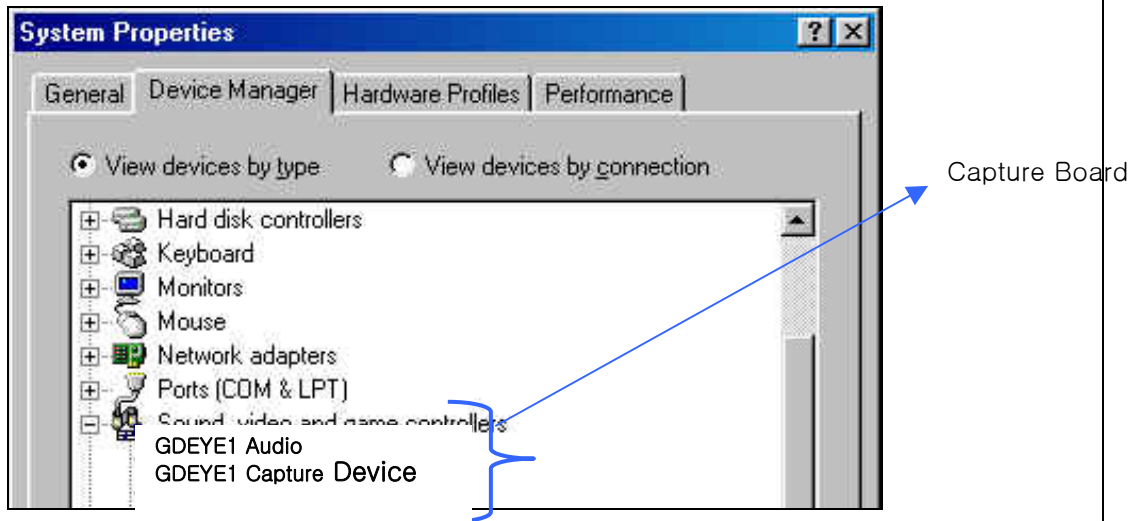 System Properties
General Device Manager Hardware Profiles Performance
View devices by type View devices by connection
Capture Board
Hard disk controllers
Keyboard
Monitors
Mouse
Network adapters
Ports (COM & LPT)
Sound, video and game controllers
GDEYE1 Audio
GDEYE1 Capture Device